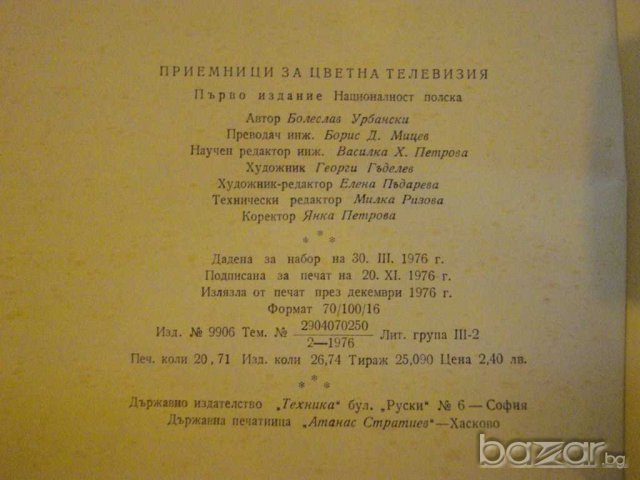 ПРИЕМНИЦИ ЗА ЦВЕТНА ТЕЛЕВИЗИЯ
Първо издание Националност полска
Автор Болеслав Урбански
Преводач инж. Борис Д. Мицев
Научен редактор инж. Василка Х. Петрова
Художник Георги Гъделев
Художник-редактор Елена Пъдарева
Технически редактор Милка Ризова
Коректор Янка Петрова
* * *
Дадена за набор на 30. III. 1976 г.
Подписана за печат на 20. XI. 1976 г.
Излязла от печат през декември 1976 г.
Формат 70/100/16
Изд. № 9906 Тем. № 2904070250 / 2—1976 Лит. група III-2
Печ. коли 20,71 Изд. коли 26,74 Тираж 25,090 Цена 2,40 лв.
* * *
Държавно издателство „Техника“ бул. „Руски“ № 6 — София
Държавна печатница „Атанас Стратиев“—Хасково
bazar.bg